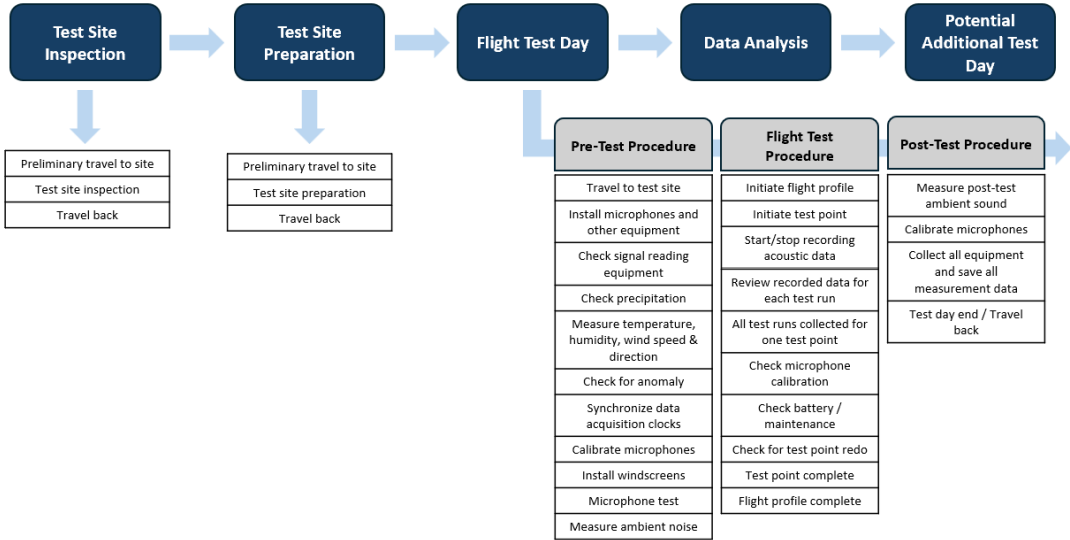 Test Site
Inspection
Test Site
Preparation
Flight Test Day
Data Analysis
Potential
Additional Test
Day
Preliminary travel to site
Test site inspection
Travel back
Preliminary travel to site
Test site preparation
Travel back
Pre-Test Procedure
Travel to test site
Install microphones and
other equipment
Check signal reading
equipment
Check precipitation
Measure temperature,
humidity, wind speed &
direction
Check for anomaly
Synchronize data
acquisition clocks
Calibrate microphones
Install windscreens
Microphone test
Measure ambient noise
Flight Test
Procedure
Initiate flight profile
Initiate test point
Start/stop recording
acoustic data
Review recorded data for
each test run
All test runs collected for
one test point
Check microphone
calibration
Check battery /
maintenance
Check for test point redo
Test point complete
Flight profile complete
Post-Test Procedure
Measure post-test
ambient sound
Calibrate microphones
Collect all equipment
and save all
measurement data
Test day end / Travel
back